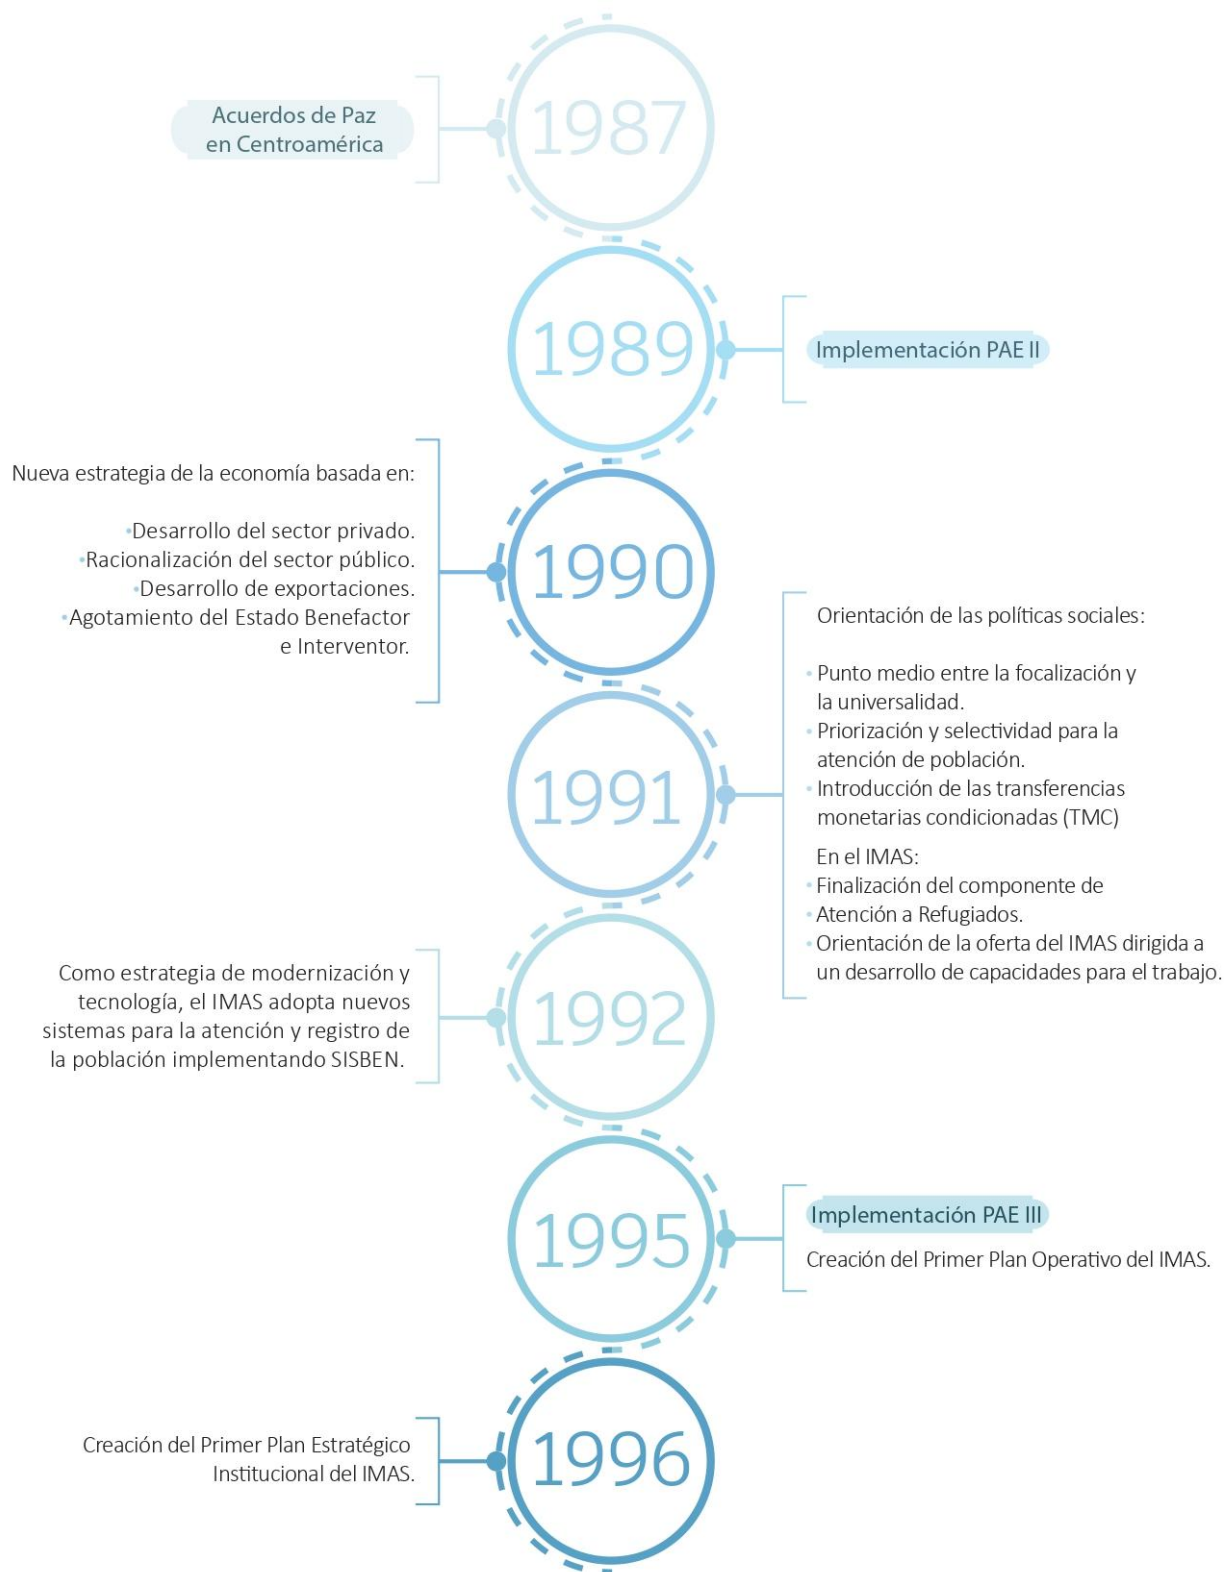 1987
Acuerdos de Paz
en Centroamérica
1989
Implementación PAE II
1990
Nueva estrategia de la economía basada en:
•Desarrollo del sector privado.
•Racionalización del sector público.
•Desarrollo de exportaciones.
•Agotamiento del Estado Benefactor
e Interventor.
1991
Orientación de las políticas sociales:
• Punto medio entre la focalización y
la universalidad.
• Priorización y selectividad para la
atención de población.
• Introducción de las transferencias
monetarias condicionadas (TMC)
En el IMAS:
• Finalización del componente de
• Atención a Refugiados.
• Orientación de la oferta del IMAS dirigida a
un desarrollo de capacidades para el trabajo.
1992
Como estrategia de modernización y
tecnología, el IMAS adopta nuevos
sistemas para la atención y registro de
la población implementando SISBEN.
1995
Implementación PAE III
Creación del Primer Plan Operativo del IMAS.
1996
Creación del Primer Plan Estratégico
Institucional del IMAS.